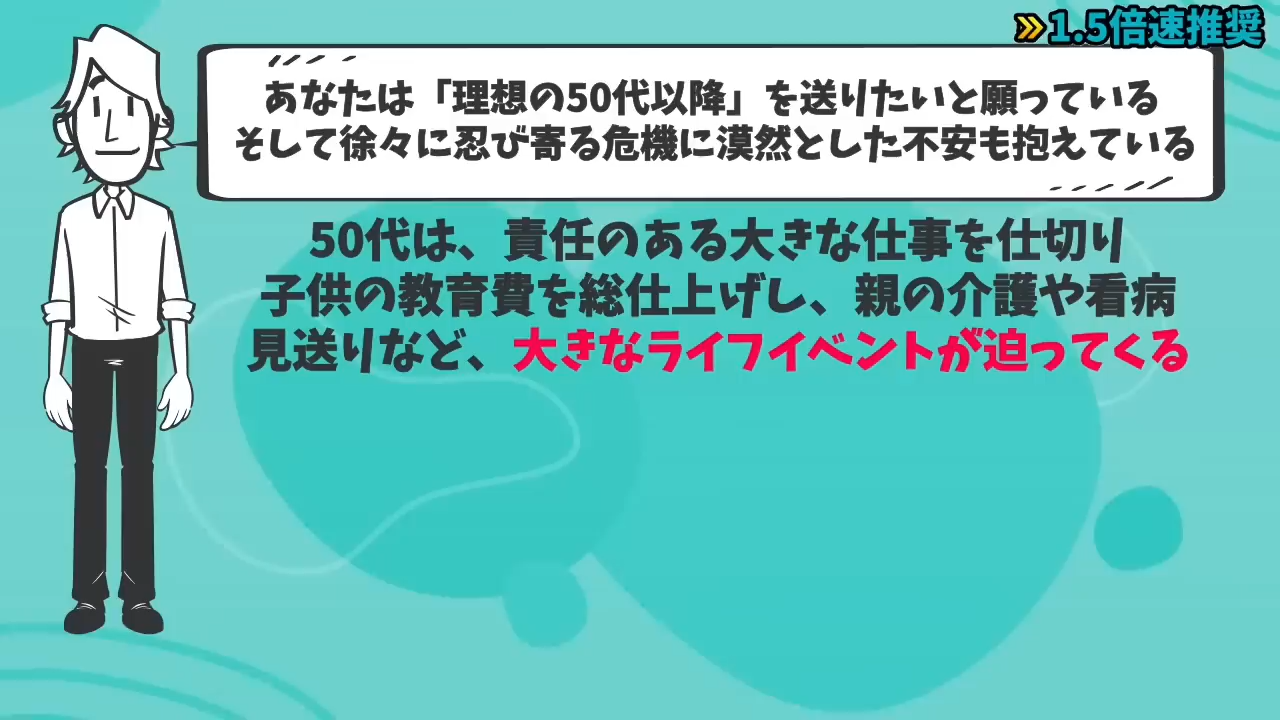 »1.5倍速推奨
あなたは「理想の50代以降」を送りたいと願っている
そして徐々に忍び寄る危機に漠然とした不安も抱えている
50代は、責任のある大きな仕事を仕切り
子供の教育費を総仕上げし、親の介護や看病
見送りなど、大きなライフイベントが迫ってくる